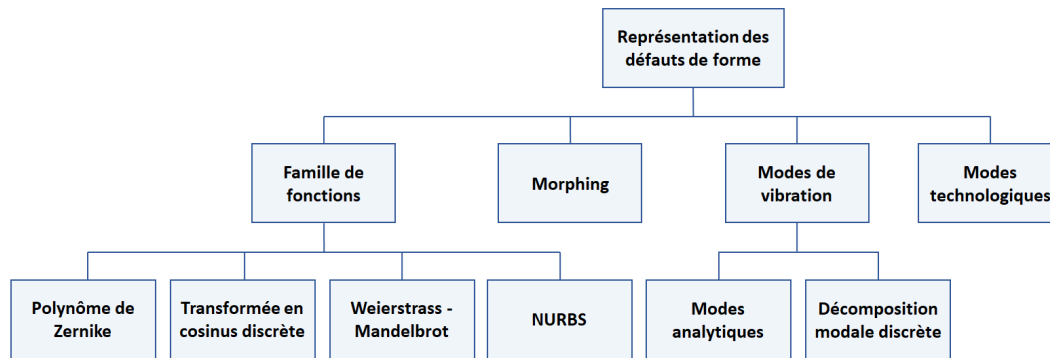 Représentation des
défauts de forme
Famille de
fonctions
Morphing
Modes de
vibration
Modes
technologiques
Polynôme de
Zernike
Transformée en
cosinus discrète
Weierstrass -
Mandelbrot
NURBS
Modes
analytiques
Décomposition
modale discrète